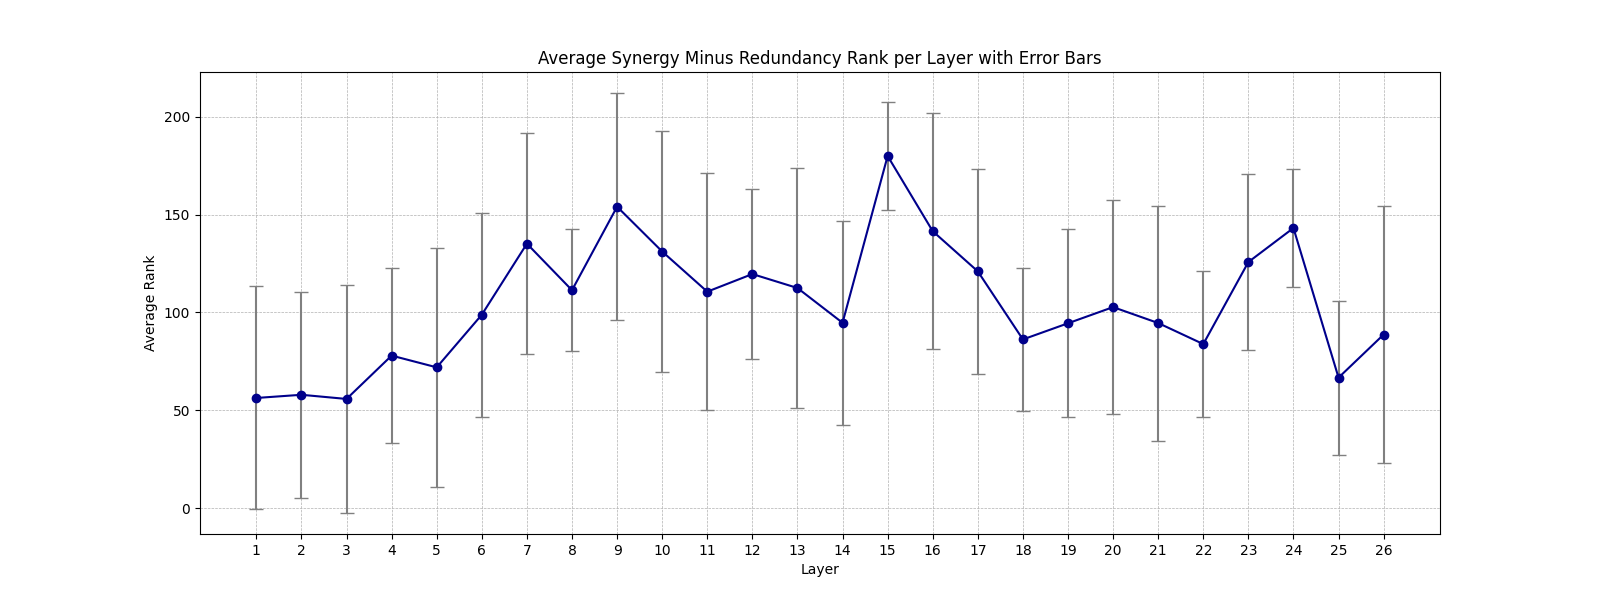 Average Synergy Minus Redundancy Rank per Layer with Error Bars
200
150
100
50
0
Average Rank
1 2 3 4 5 6 7 8 9 10 11 12 13 14 15 16 17 18 19 20 21 22 23 24 25 26
Layer